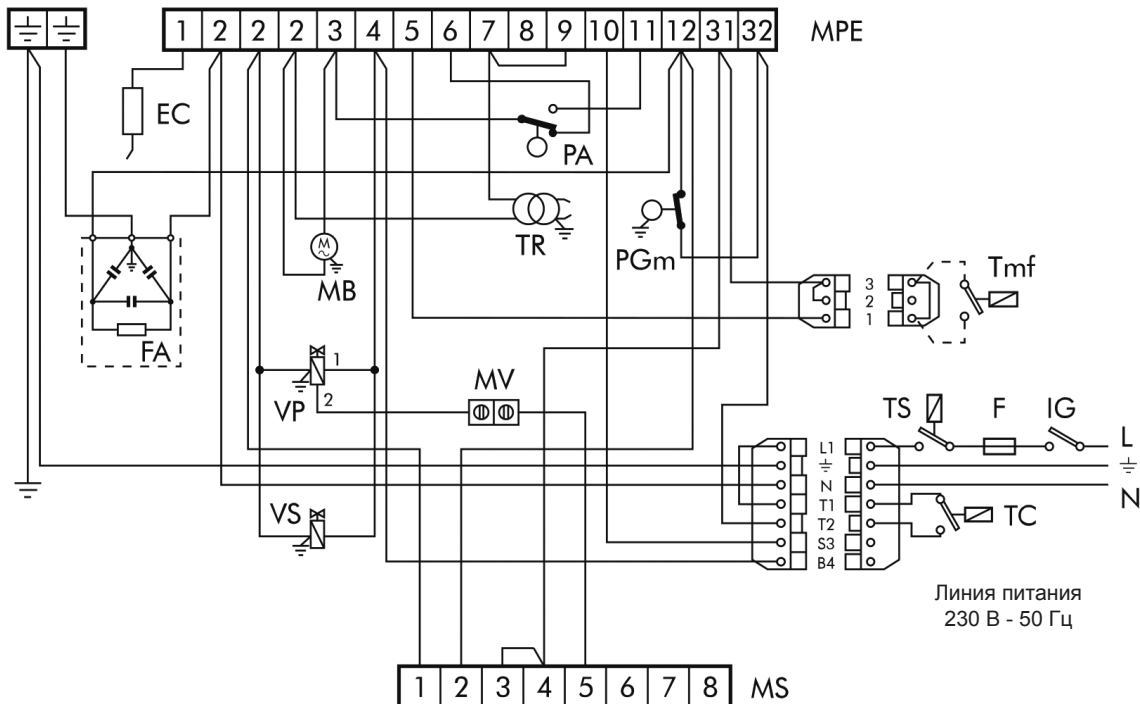 1 2 2 2 3 4 5 6 7 8 9 10 11 12 31 32 MPE
EC
PA
TR
PGm
M
MB
Tmf
3
2
1
FA
1
VP 2
MV
TS F IG
L
L1
N
N
T1
T2
TC
S3
B4
VS
Линия питания
230 В - 50 Гц
1 2 3 4 5 6 7 8 MS